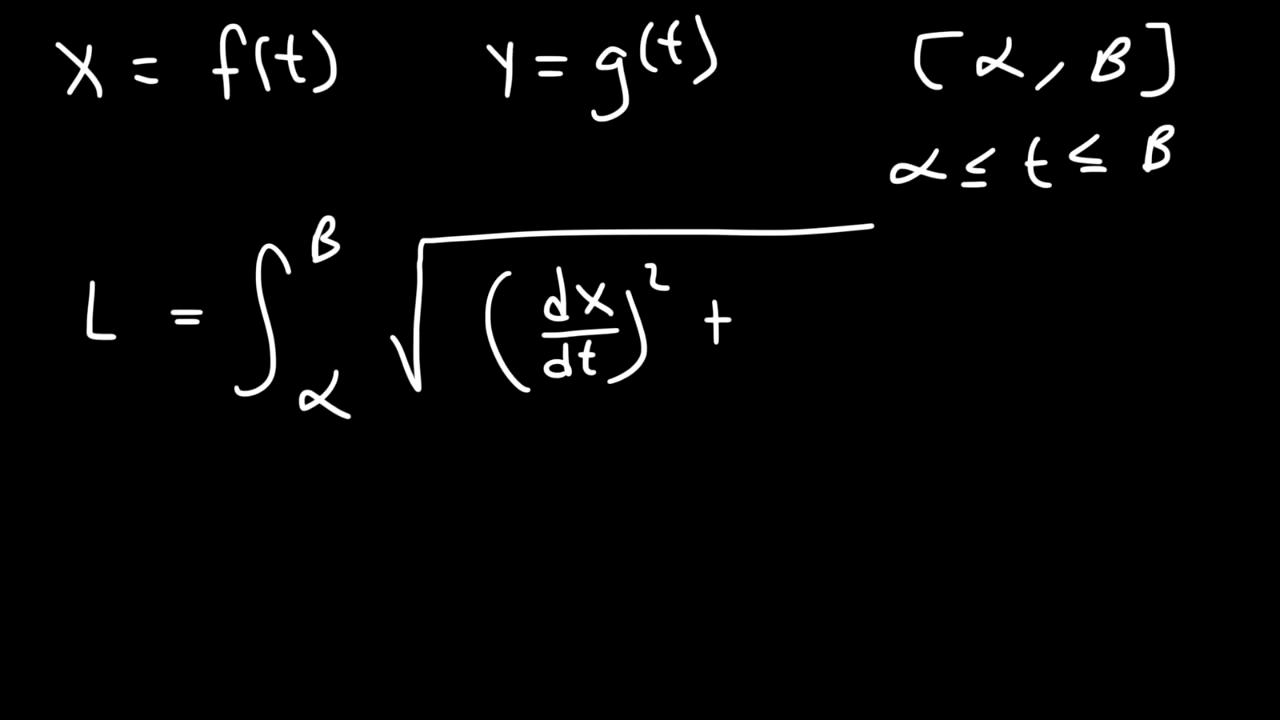 x = f(t) y = g(t) [α, B]
α ≤ t ≤ B
L = ∫_α^B √((dx/dt)² +